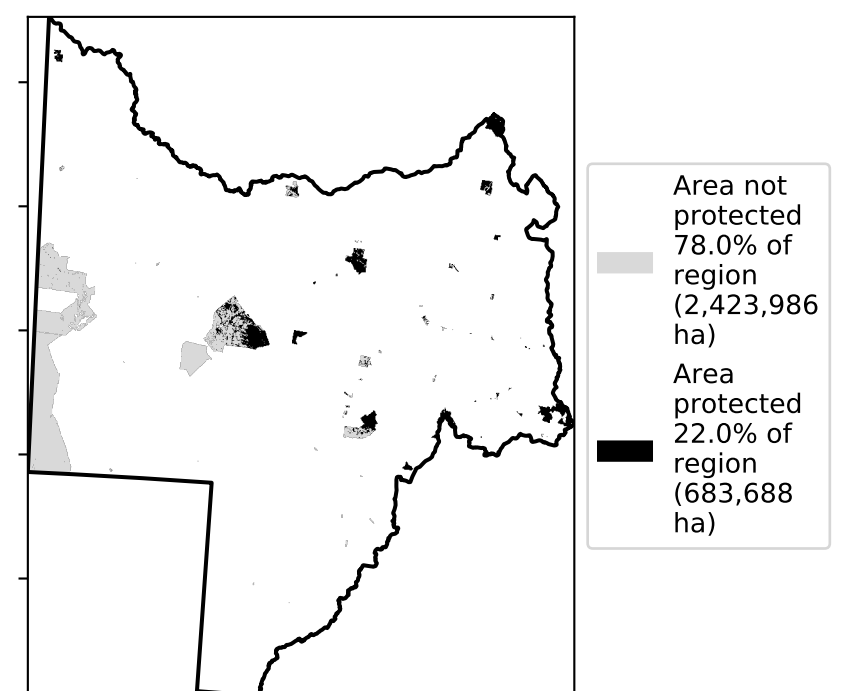 Area not
protected
78.0% of
region
(2,423,986
ha)
Area
protected
22.0% of
region
(683,688
ha)